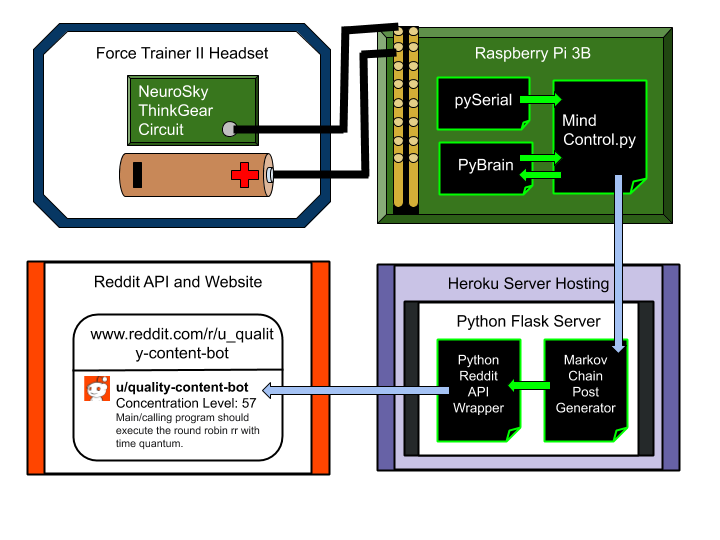 Force Trainer II Headset
NeuroSky
ThinkGear
Circuit
Raspberry Pi 3B
pySerial
PyBrain
Mind
Control.py
Reddit API and Website
www.reddit.com/r/u_qualit
y-content-bot
u/quality-content-bot
Concentration Level: 57
Main/calling program should
execute the round robin rr with
time quantum.
Heroku Server Hosting
Python Flask Server
Python
Reddit
API
Wrapper
Markov
Chain
Post
Generator